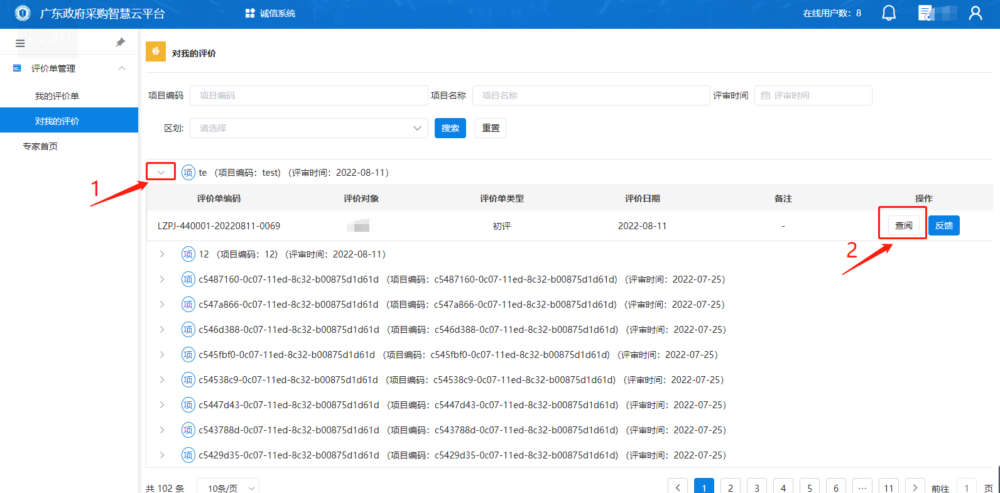 广东政府采购智慧云平台
诚信系统
在线用户数：8
1:30
对我的评价
评价单管理
我的评价单
对我的评价
专家首页
项目编码 项目编码 项目名称 项目名称 评审时间 评审时间
区划: 请选择 搜索 重置
1
项 te （项目编码：test) （评审时间：2022-08-11）
评价单编码 评价对象 评价单类型 评价日期 备注 操作
LZPJ-440001-20220811-0069 初评 2022-08-11 - 查阅 反馈
2
项 12 （项目编码：12) （评审时间：2022-08-11）
项 c5487160-0c07-11ed-8c32-b00875d1d61d （项目编码：c5487160-0c07-11ed-8c32-b00875d1d61d) （评审时间：2022-07-25）
项 c547a866-0c07-11ed-8c32-b00875d1d61d （项目编码：c547a866-0c07-11ed-8c32-b00875d1d61d) （评审时间：2022-07-25）
项 c546d388-0c07-11ed-8c32-b00875d1d61d （项目编码：c546d388-0c07-11ed-8c32-b00875d1d61d) （评审时间：2022-07-25）
项 c545fbf0-0c07-11ed-8c32-b00875d1d61d （项目编码：c545fbf0-0c07-11ed-8c32-b00875d1d61d) （评审时间：2022-07-25）
项 c54538c9-0c07-11ed-8c32-b00875d1d61d （项目编码：c54538c9-0c07-11ed-8c32-b00875d1d61d) （评审时间：2022-07-25）
项 c5447d43-0c07-11ed-8c32-b00875d1d61d （项目编码：c5447d43-0c07-11ed-8c32-b00875d1d61d) （评审时间：2022-07-25）
项 c543788d-0c07-11ed-8c32-b00875d1d61d （项目编码：c543788d-0c07-11ed-8c32-b00875d1d61d) （评审时间：2022-07-25）
项 c5429d35-0c07-11ed-8c32-b00875d1d61d （项目编码：c5429d35-0c07-11ed-8c32-b00875d1d61d) （评审时间：2022-07-25）
共 102 条 10条/页 1 2 3 4 5 6 ··· 11 前往 1 页